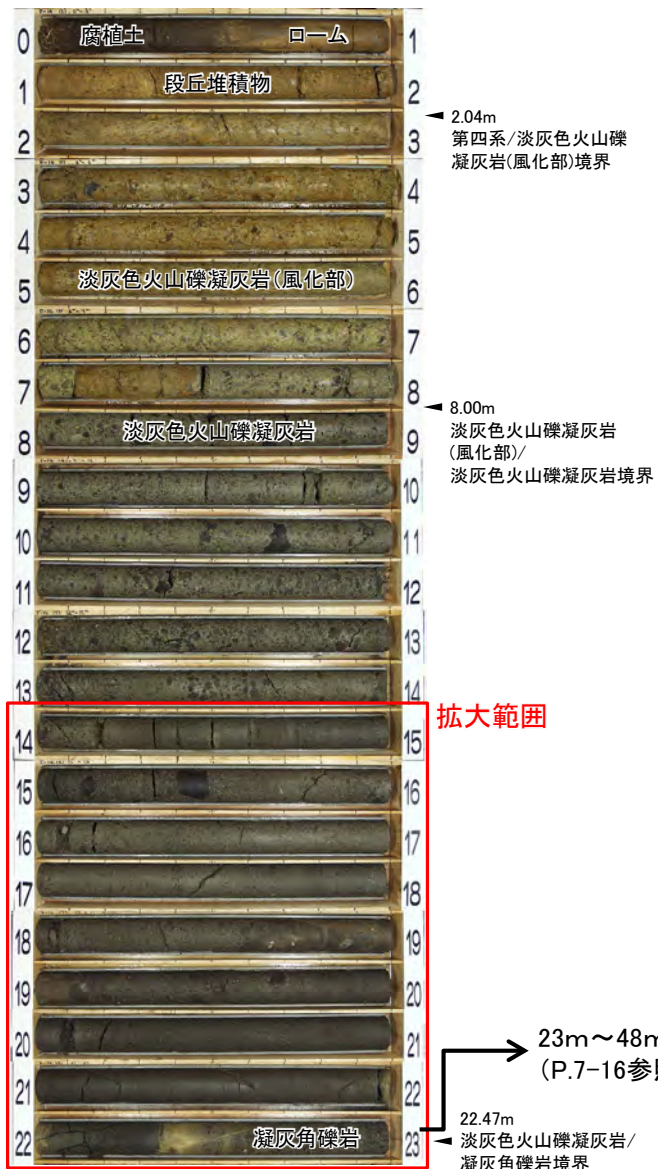 0 腐植土 ローム 1
1 段丘堆積物 2
2 3
◄ 2.04m
第四系/淡灰色火山礫
凝灰岩(風化部)境界
3 4
4 5
5 淡灰色火山礫凝灰岩(風化部) 6
6 7
7 8
◄ 8.00m
淡灰色火山礫凝灰岩
(風化部)/
淡灰色火山礫凝灰岩境界
8 淡灰色火山礫凝灰岩 9
9 10
10 11
11 12
12 13
13 14
拡大範囲
14 15
15 16
16 17
17 18
18 19
19 20
20 21
23m～48m
(P.7-16参照
21 22
22 凝灰角礫岩 23
22.47m
◄ 淡灰色火山礫凝灰岩/
凝灰角礫岩境界